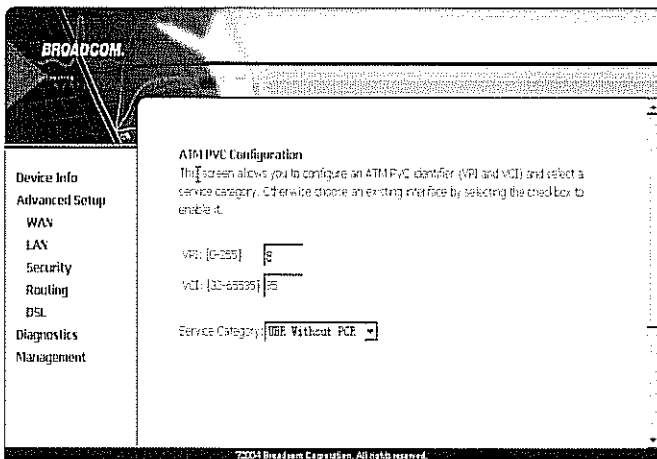 BROADCOM.
Device Info
Advanced Setup
WAN
LAN
Security
Routing
DSL
Diagnostics
Management
ATM PVC Configuration
This screen allows you to configure an ATM PVC identifier (VPI and VCI) and select a
service category. Otherwise choose an existing interface by selecting the checkbox to
enable it.
VPI: [0-255] 8
VCI: [32-65535] 35
Service Category: UBR Without PCR
2004 Broadcom Corporation. All rights reserved.